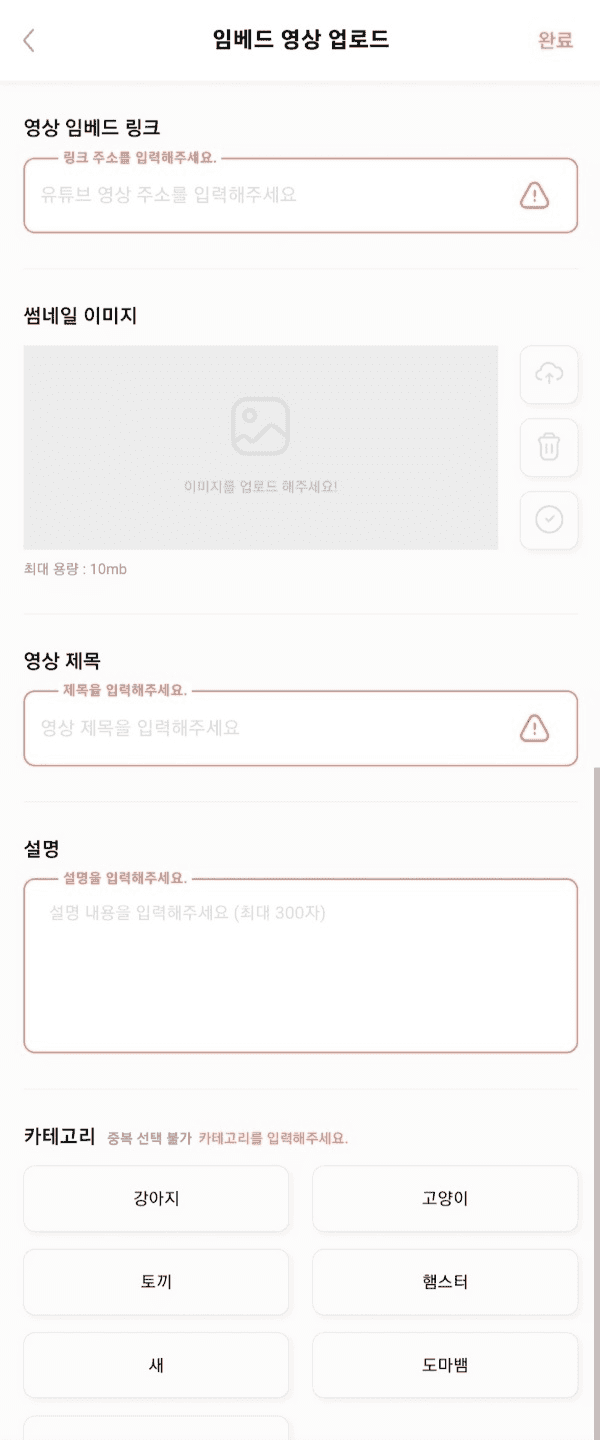 임베드 영상 업로드
완료
영상 임베드 링크
링크 주소를 입력해주세요.
유튜브 영상 주소를 입력해주세요
썸네일 이미지
이미지를 업로드 해주세요!
최대 용량 : 10mb
영상 제목
제목을 입력해주세요.
영상 제목을 입력해주세요
설명
설명을 입력해주세요.
설명 내용을 입력해주세요 (최대 300자)
카테고리 중복 선택 불가 카테고리를 입력해주세요.
강아지
고양이
토끼
햄스터
새
도마뱀